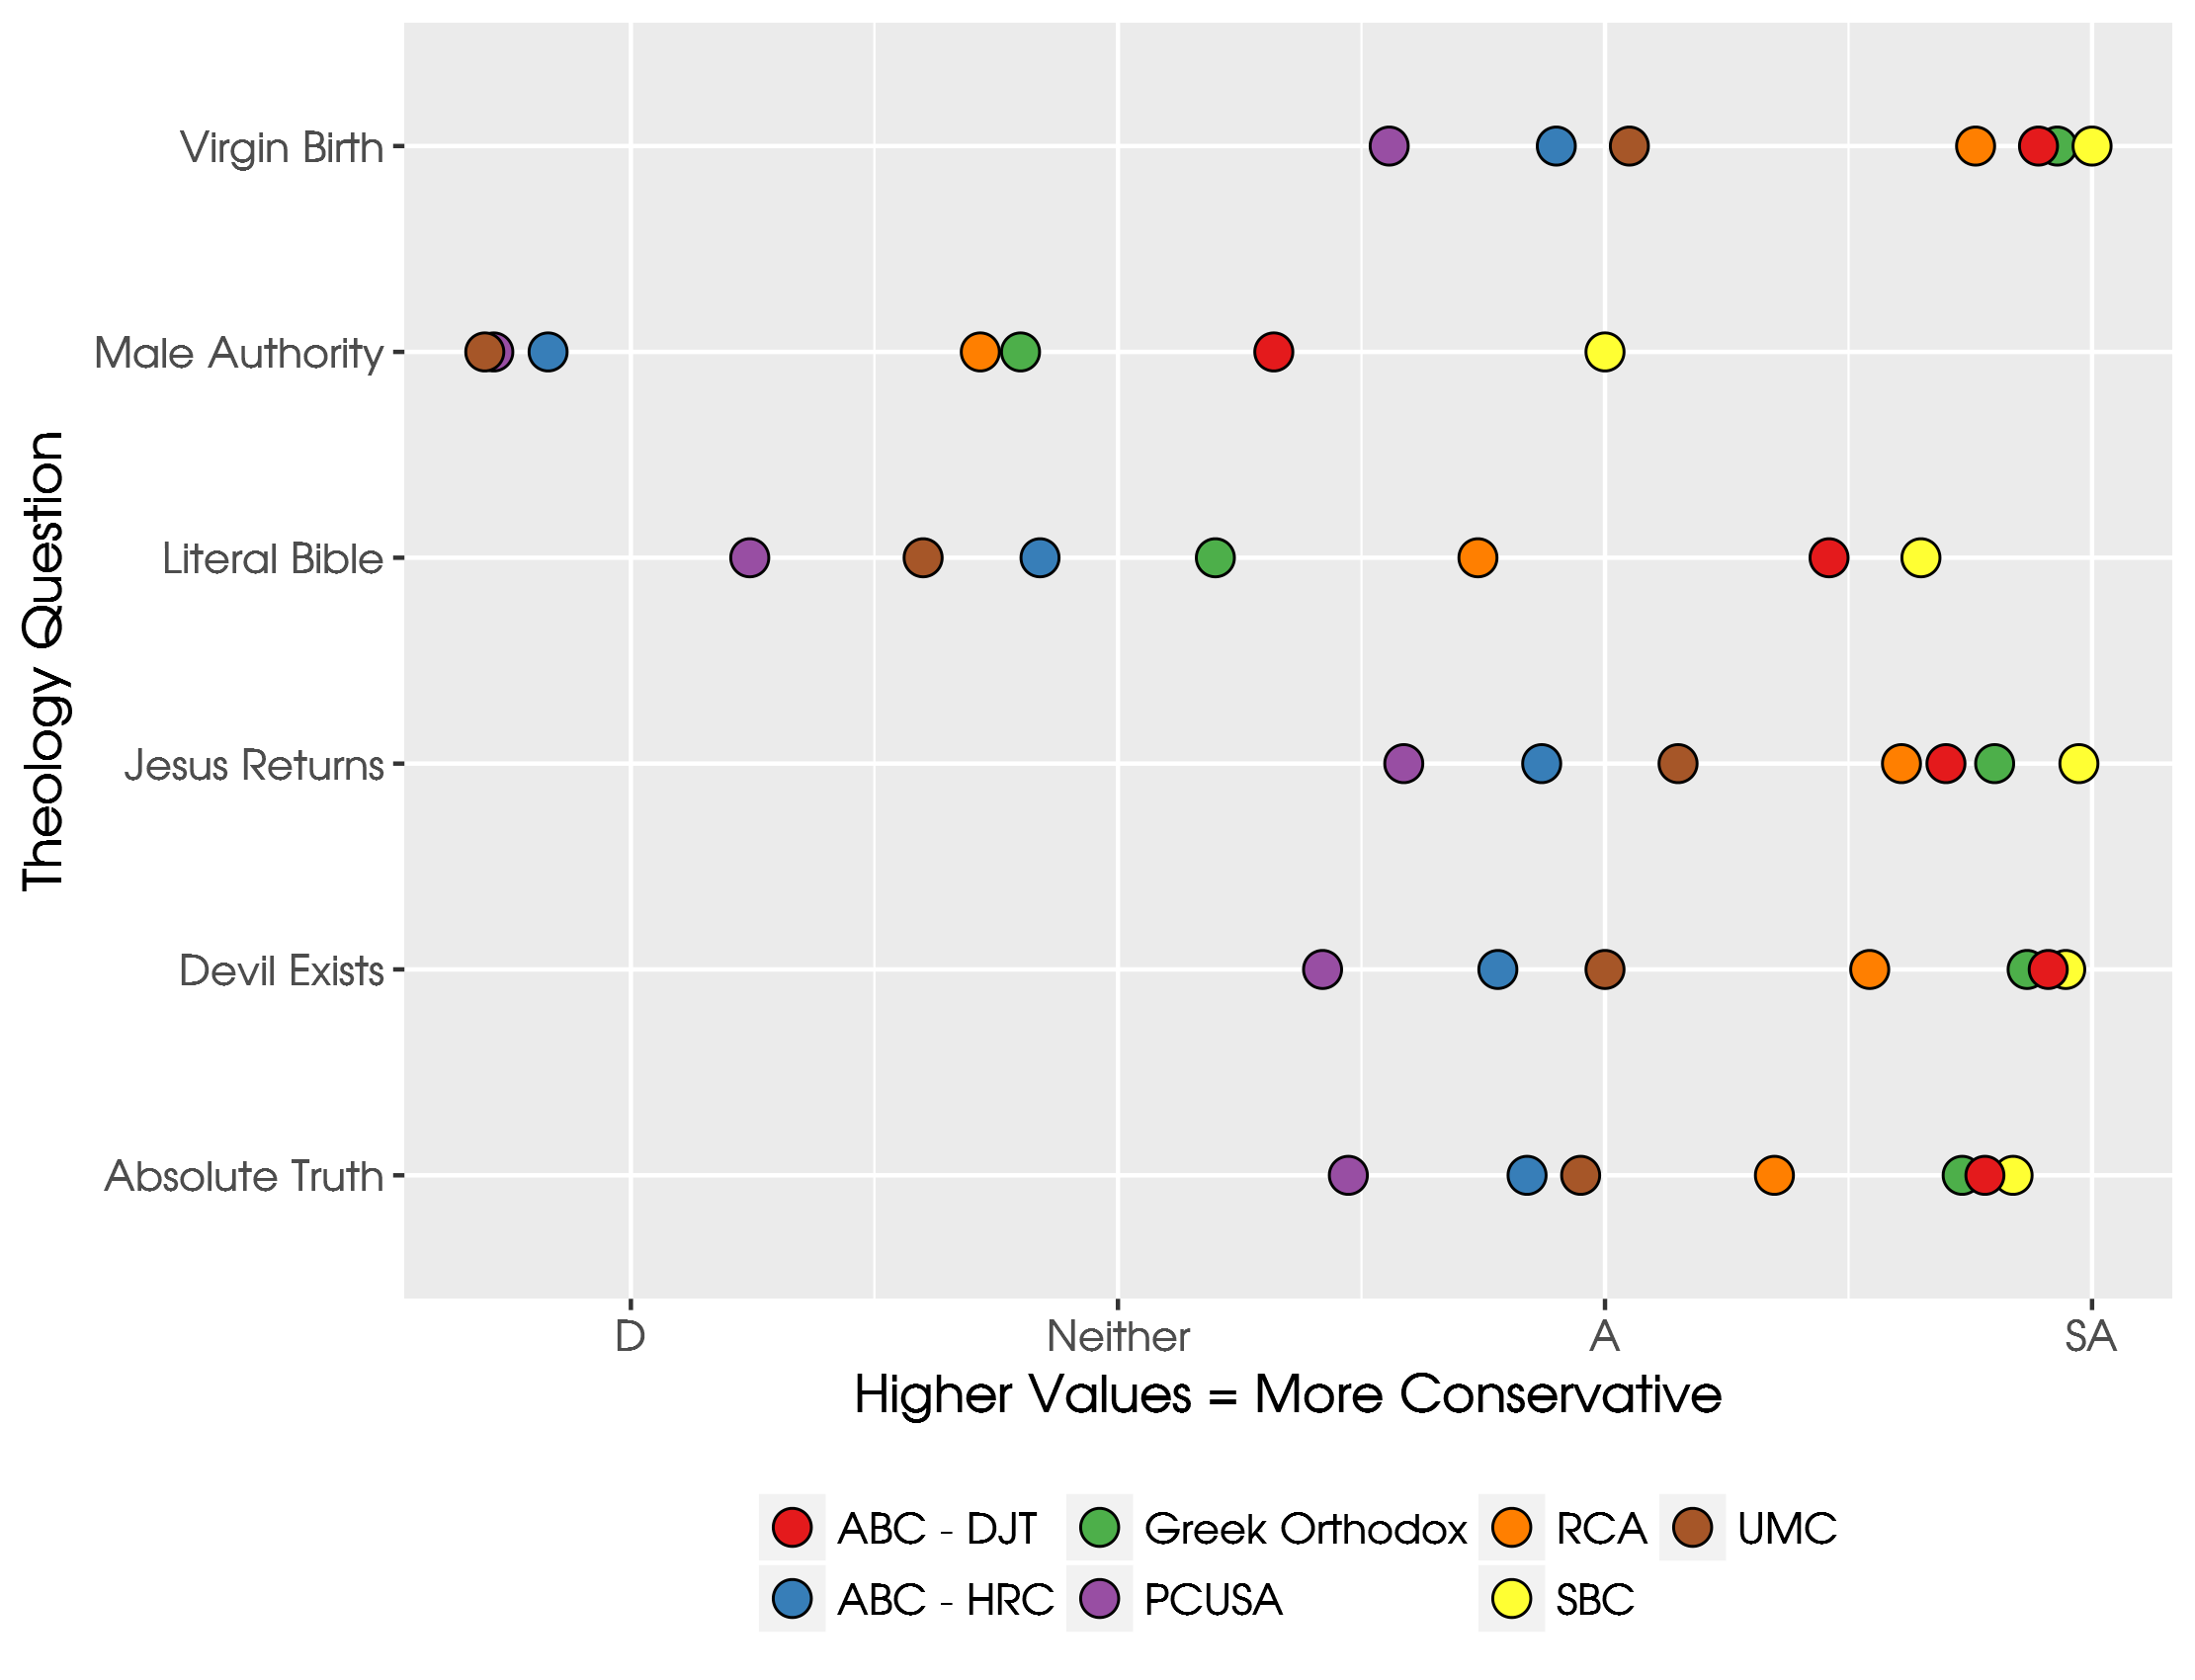 Virgin Birth
Male Authority
Literal Bible
Jesus Returns
Devil Exists
Absolute Truth
Theology Question
D Neither A SA
Higher Values = More Conservative
ABC - DJT Greek Orthodox RCA UMC
ABC - HRC PCUSA SBC